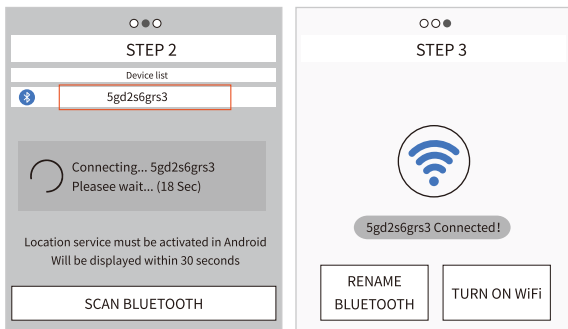 STEP 2
Device list
5gd2s6grs3
Connecting... 5gd2s6grs3
Pleasee wait... (18 Sec)
Location service must be activated in Android
Will be displayed within 30 seconds
SCAN BLUETOOTH
STEP 3
5gd2s6grs3 Connected!
RENAME
BLUETOOTH
TURN ON WiFi